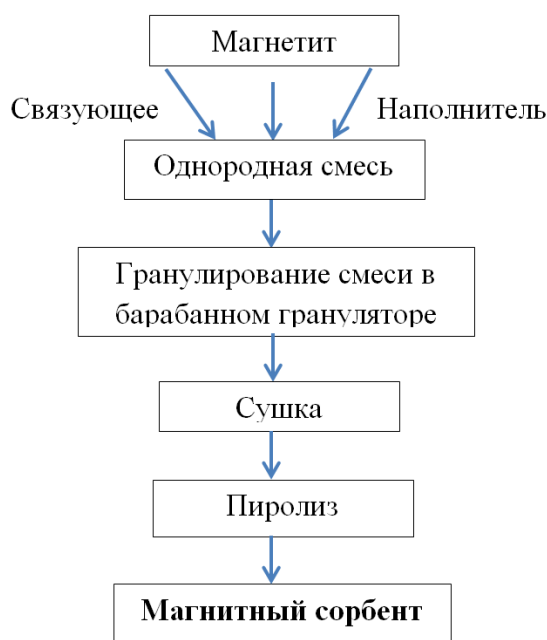 Магнетит
Связующее
Наполнитель
Однородная смесь
Гранулирование смеси в
барабанном грануляторе
Сушка
Пиролиз
Магнитный сорбент